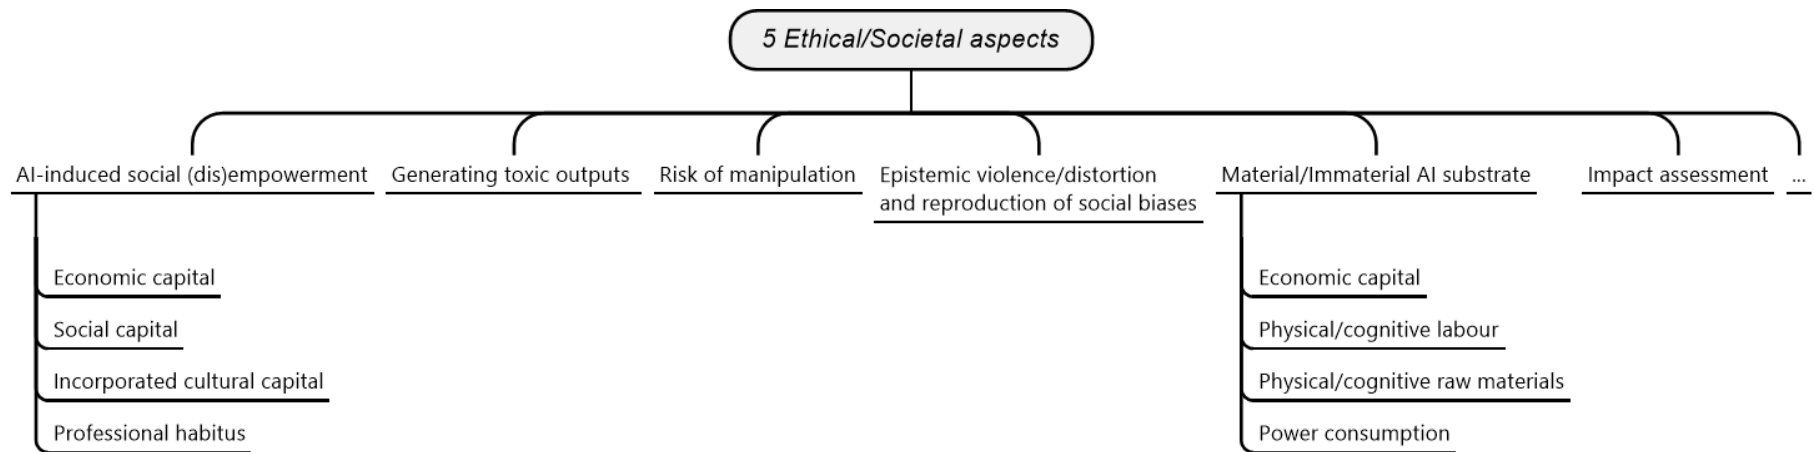 5 Ethical/Societal aspects
AI-induced social (dis)empowerment
Generating toxic outputs
Risk of manipulation
Epistemic violence/distortion
and reproduction of social biases
Material/Immaterial AI substrate
Impact assessment
...
Economic capital
Social capital
Incorporated cultural capital
Professional habitus
Economic capital
Physical/cognitive labour
Physical/cognitive raw materials
Power consumption